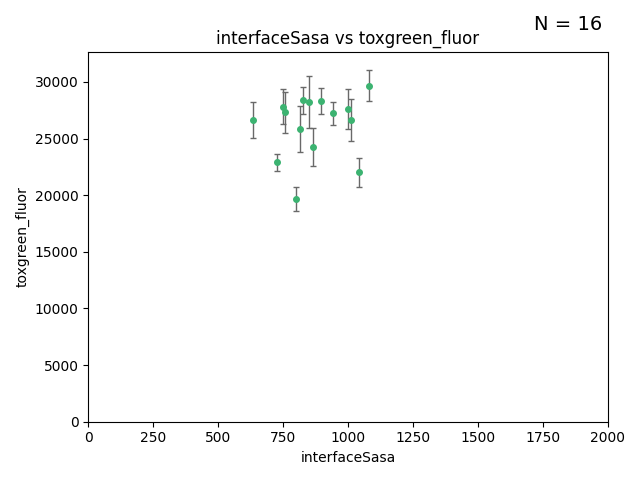 N = 16
interfaceSasa vs toxgreen_fluor
30000
25000
20000
15000
10000
5000
0
toxgreen_fluor
0 250 500 750 1000 1250 1500 1750 2000
interfaceSasa